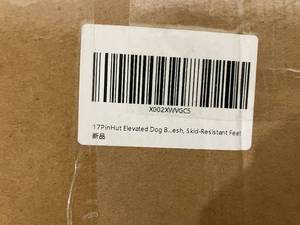 X002XWVGC5
17PinHut Elevated Dog B...esh, Skid-Resistant Feet
新品